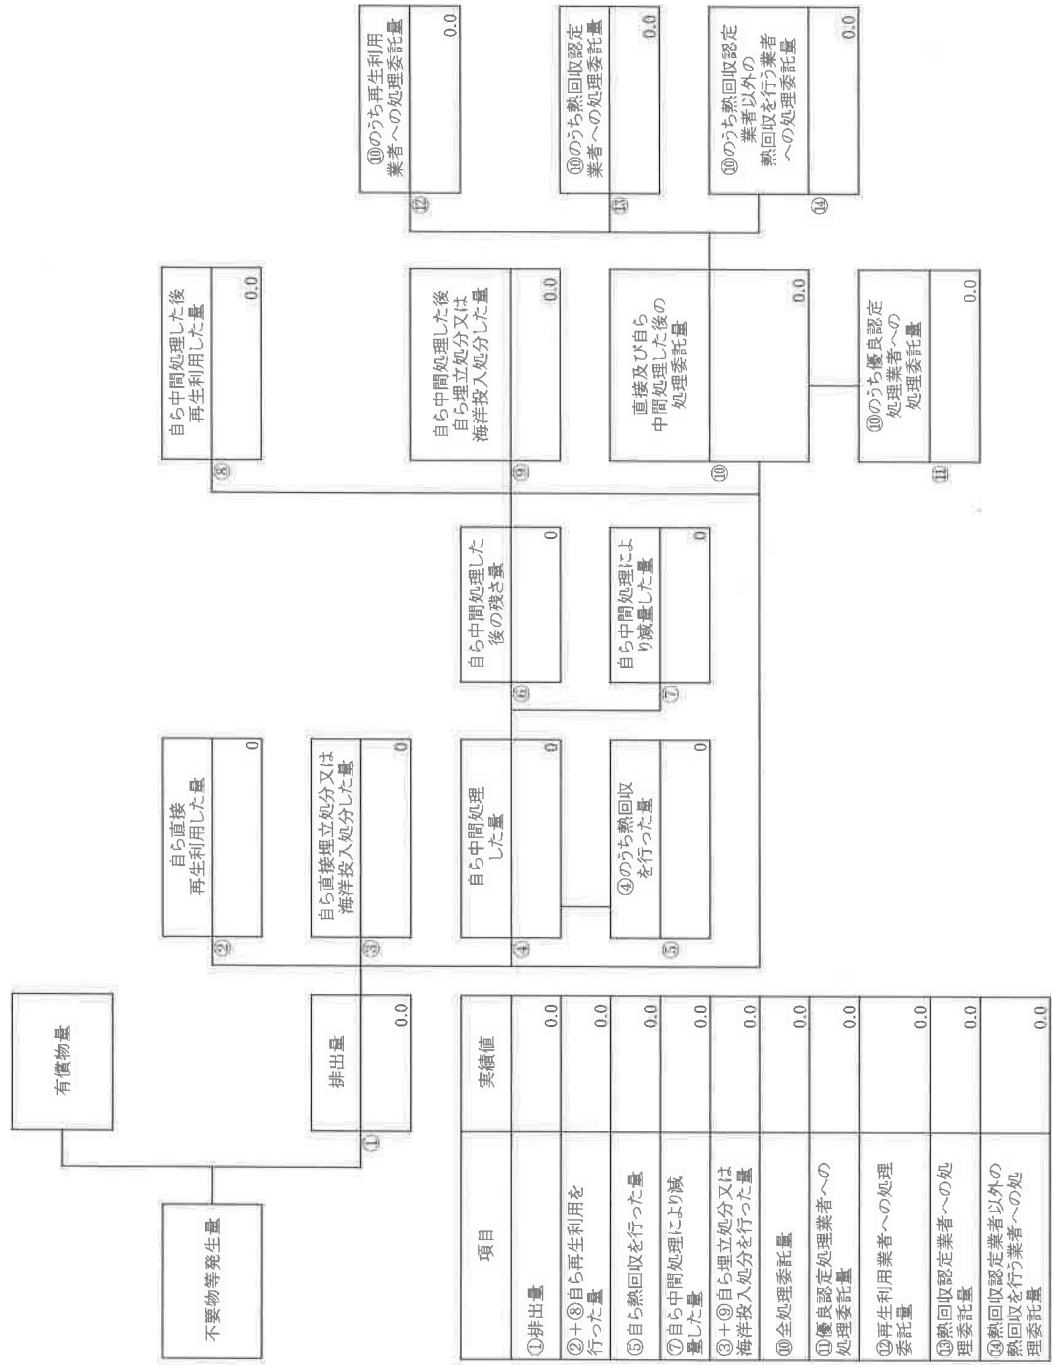 有償物量
不要物等発生量
排出量
0.0
①
自ら直接
再生利用した量
0
②
自ら直接埋立処分又は
海洋投入処分した量
0
③
自ら中間処理
した量
0
④
④のうち熱回収
を行った量
0
⑤
自ら中間処理した
後の残さ量
0
⑥
自ら中間処理によ
り減量した量
0
⑦
自ら中間処理した後
再生利用した量
0.0
⑧
自ら中間処理した後
自ら埋立処分又は
海洋投入処分した量
0.0
⑨
直接及び自ら
中間処理した後の
処理委託量
0.0
⑩
⑩のうち優良認定
処理業者への
処理委託量
0.0
⑪
⑩のうち再生利用
業者への処理委託量
0.0
⑫
⑩のうち熱回収認定
業者への処理委託量
0.0
⑬
⑩のうち熱回収認定
業者以外の
熱回収を行う業者
への処理委託量
0.0
⑭
項目 実績値
①排出量 0.0
②+⑧自ら再生利用を
行った量 0.0
⑤自ら熱回収を行った量 0.0
⑦自ら中間処理により減
量した量 0.0
③+⑨自ら埋立処分又は
海洋投入処分を行った量 0.0
⑩全処理委託量 0.0
⑪優良認定処理業者への
処理委託量 0.0
⑫再生利用業者への処理
委託量 0.0
⑬熱回収認定業者への処
理委託量 0.0
⑭熱回収認定業者以外の
熱回収を行う業者への処
理委託量 0.0